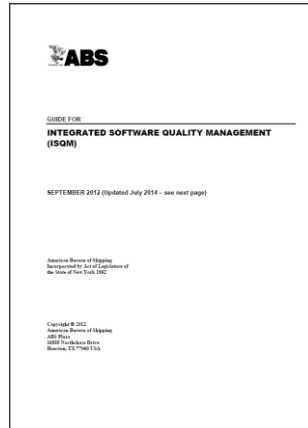 ABS
GUIDE FOR
INTEGRATED SOFTWARE QUALITY MANAGEMENT
(ISQM)
SEPTEMBER 2012 (Updated July 2014 – see next page)
American Bureau of Shipping
Incorporated by Act of Legislature of
the State of New York 1862
Copyright © 2012
American Bureau of Shipping
ABS Plaza
16855 Northchase Drive
Houston, TX 77060 USA